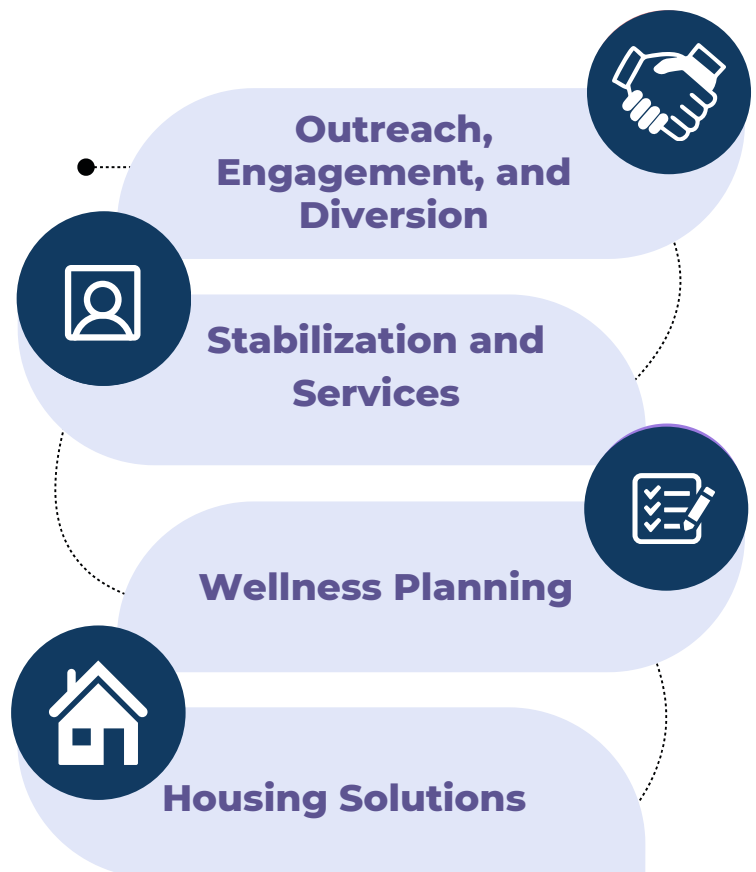 Outreach,
Engagement, and
Diversion
Stabilization and
Services
Wellness Planning
Housing Solutions